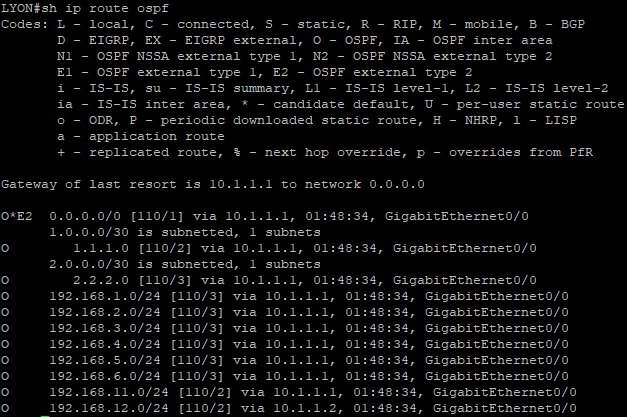 LYON#sh ip route ospf
Codes: L - local, C - connected, S - static, R - RIP, M - mobile, B - BGP
       D - EIGRP, EX - EIGRP external, O - OSPF, IA - OSPF inter area
       N1 - OSPF NSSA external type 1, N2 - OSPF NSSA external type 2
       E1 - OSPF external type 1, E2 - OSPF external type 2
       i - IS-IS, su - IS-IS summary, L1 - IS-IS level-1, L2 - IS-IS level-2
       ia - IS-IS inter area, * - candidate default, U - per-user static route
       o - ODR, P - periodic downloaded static route, H - NHRP, l - LISP
       a - application route
       + - replicated route, % - next hop override, p - overrides from PfR
Gateway of last resort is 10.1.1.1 to network 0.0.0.0
O*E2  0.0.0.0/0 [110/1] via 10.1.1.1, 01:48:34, GigabitEthernet0/0
      1.0.0.0/30 is subnetted, 1 subnets
O        1.1.1.0 [110/2] via 10.1.1.1, 01:48:34, GigabitEthernet0/0
      2.0.0.0/30 is subnetted, 1 subnets
O        2.2.2.0 [110/3] via 10.1.1.1, 01:48:34, GigabitEthernet0/0
O     192.168.1.0/24 [110/3] via 10.1.1.1, 01:48:34, GigabitEthernet0/0
O     192.168.2.0/24 [110/3] via 10.1.1.1, 01:48:34, GigabitEthernet0/0
O     192.168.3.0/24 [110/3] via 10.1.1.1, 01:48:34, GigabitEthernet0/0
O     192.168.4.0/24 [110/3] via 10.1.1.1, 01:48:34, GigabitEthernet0/0
O     192.168.5.0/24 [110/3] via 10.1.1.1, 01:48:34, GigabitEthernet0/0
O     192.168.6.0/24 [110/3] via 10.1.1.1, 01:48:34, GigabitEthernet0/0
O     192.168.11.0/24 [110/2] via 10.1.1.1, 01:48:34, GigabitEthernet0/0
O     192.168.12.0/24 [110/2] via 10.1.1.2, 01:48:34, GigabitEthernet0/0